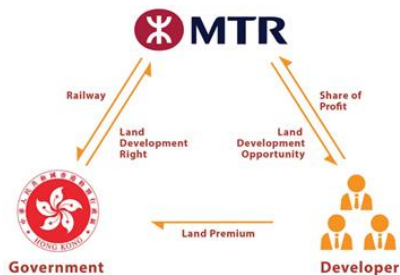 MTR
Railway
Share of
Profit
Land
Development
Right
Land
Development
Opportunity
HONG KONG
Land Premium
Government
Developer